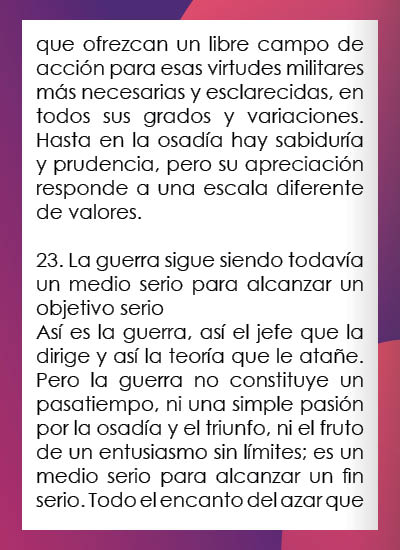 que ofrezcan un libre campo de
acción para esas virtudes militares
más necesarias y esclarecidas, en
todos sus grados y variaciones.
Hasta en la osadía hay sabiduría
y prudencia, pero su apreciación
responde a una escala diferente
de valores.
23. La guerra sigue siendo todavía
un medio serio para alcanzar un
objetivo serio
Así es la guerra, así el jefe que la
dirige y así la teoría que le atañe.
Pero la guerra no constituye un
pasatiempo, ni una simple pasión
por la osadía y el triunfo, ni el fruto
de un entusiasmo sin límites; es un
medio serio para alcanzar un fin
serio. Todo el encanto del azar que